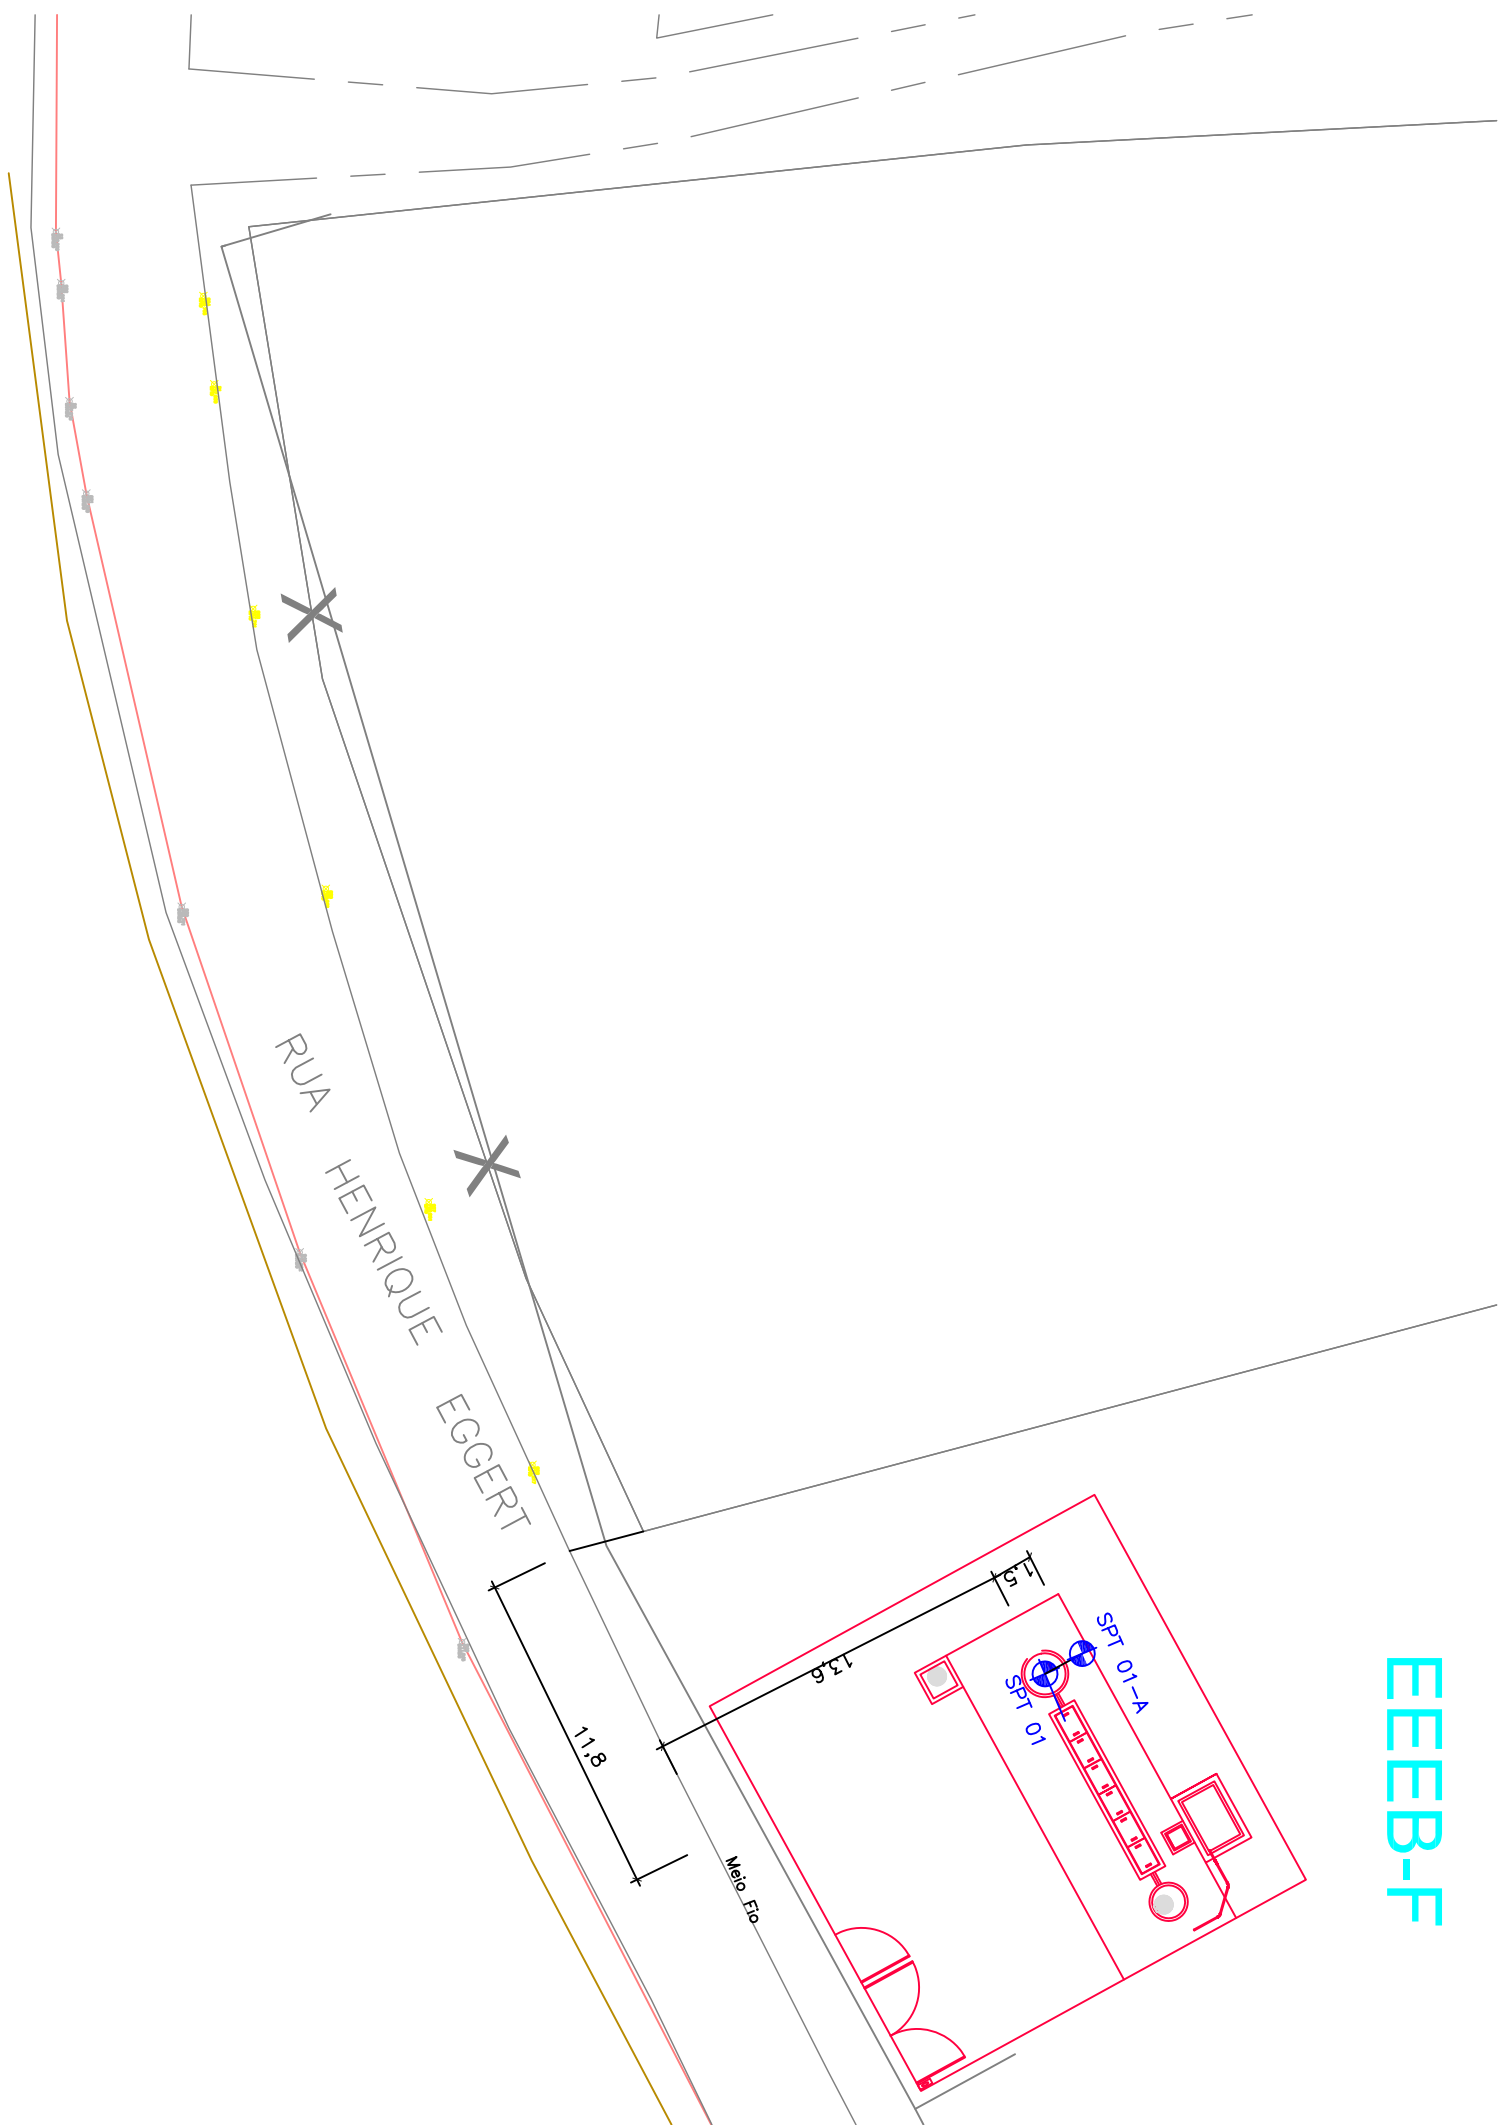 RUA HENRIQUE EGGERT
1,5
13,6
SPT 01-A
SPT 01
11,8
Meio Fio
EEEB-F